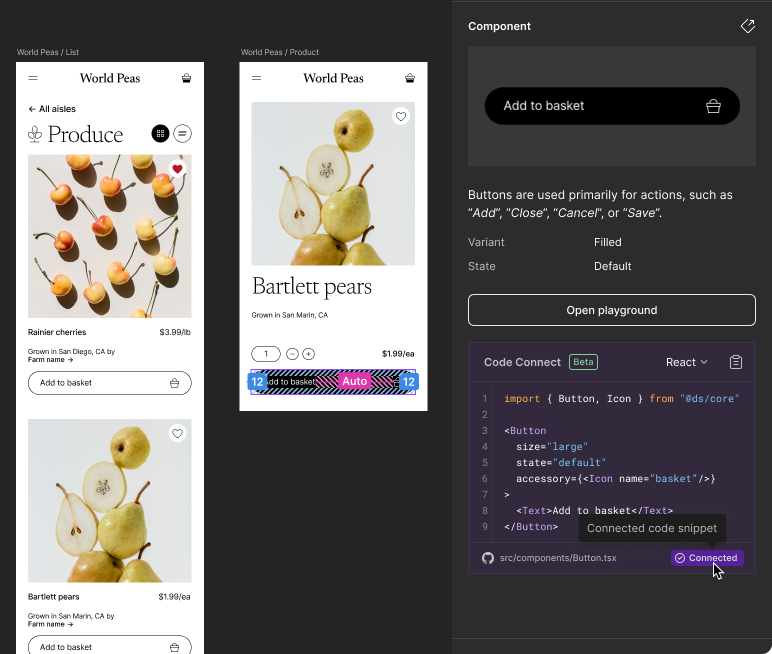 World Peas / List
World Peas
← All aisles
Produce
Rainier cherries $3.99/lb
Grown in San Diego, CA by
Farm name →
Add to basket
Bartlett pears $1.99/ea
Grown in San Marin, CA by
Farm name →
Add to basket
World Peas / Product
World Peas
Bartlett pears
Grown in San Marin, CA
1 − + $1.99/ea
12 Add to basket Auto 12
Component
Add to basket
Buttons are used primarily for actions, such as
“Add”, “Close”, “Cancel”, or “Save”.
Variant Filled
State Default
Open playground
Code Connect Beta React
1 import { Button, Icon } from "@ds/core"
2
3 <Button
4 size="large"
5 state="default"
6 accessory={<Icon name="basket"/>}
7 >
8 <Text>Add to basket</Text>
9 </Button>
Connected code snippet
src/components/Button.tsx Connected